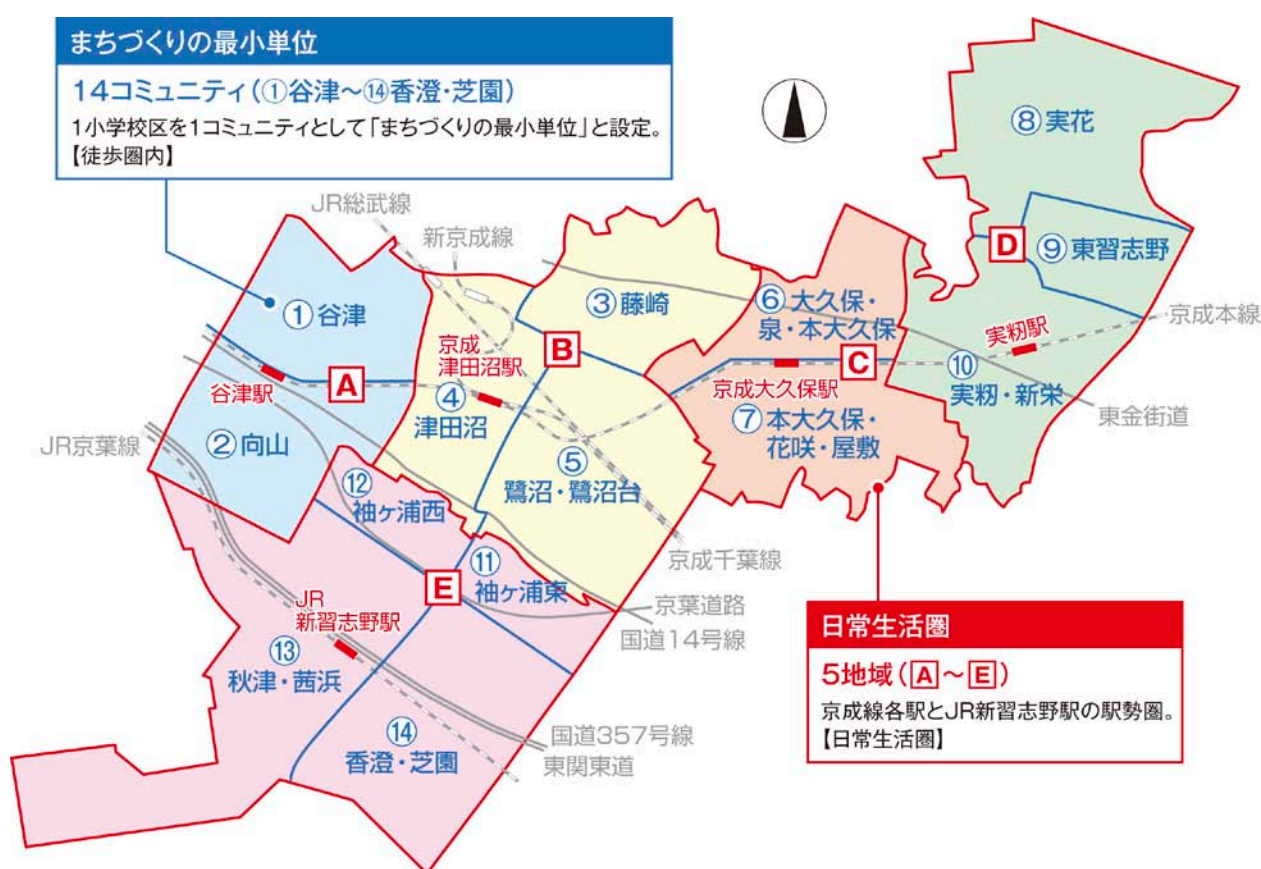 まちづくりの最小単位
14コミュニティ(①谷津〜⑭香澄・芝園)
1小学校区を1コミュニティとして「まちづくりの最小単位」と設定。
【徒歩圏内】
JR総武線
新京成線
⑧実花
D
⑨東習志野
京成本線
①谷津
③藤崎
⑥大久保・
泉・本大久保
実籾駅
京成
津田沼駅
B
谷津駅
A
④
津田沼
京成大久保駅
C
⑩
実籾・新栄
東金街道
JR京葉線
②向山
⑦本大久保・
花咲・屋敷
⑤
鷺沼・鷺沼台
⑫
袖ヶ浦西
京成千葉線
⑪
袖ヶ浦東
E
京葉道路
国道14号線
JR
新習志野駅
⑬
秋津・茜浜
⑭
香澄・芝園
国道357号線
東関東道
日常生活圏
5地域(A〜E)
京成線各駅とJR新習志野駅の駅勢圏。
【日常生活圏】